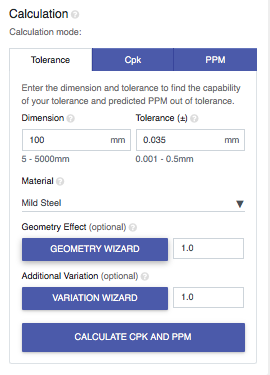 Calculation ?
Calculation mode:
Tolerance Cpk PPM
Enter the dimension and tolerance to find the capability
of your tolerance and predicted PPM out of tolerance.
Dimension ? Tolerance (±) ?
100 mm 0.035 mm
5 - 5000mm 0.001 - 0.5mm
Material ?
Mild Steel
Geometry Effect (optional) ?
GEOMETRY WIZARD 1.0
Additional Variation (optional) ?
VARIATION WIZARD 1.0
CALCULATE CPK AND PPM